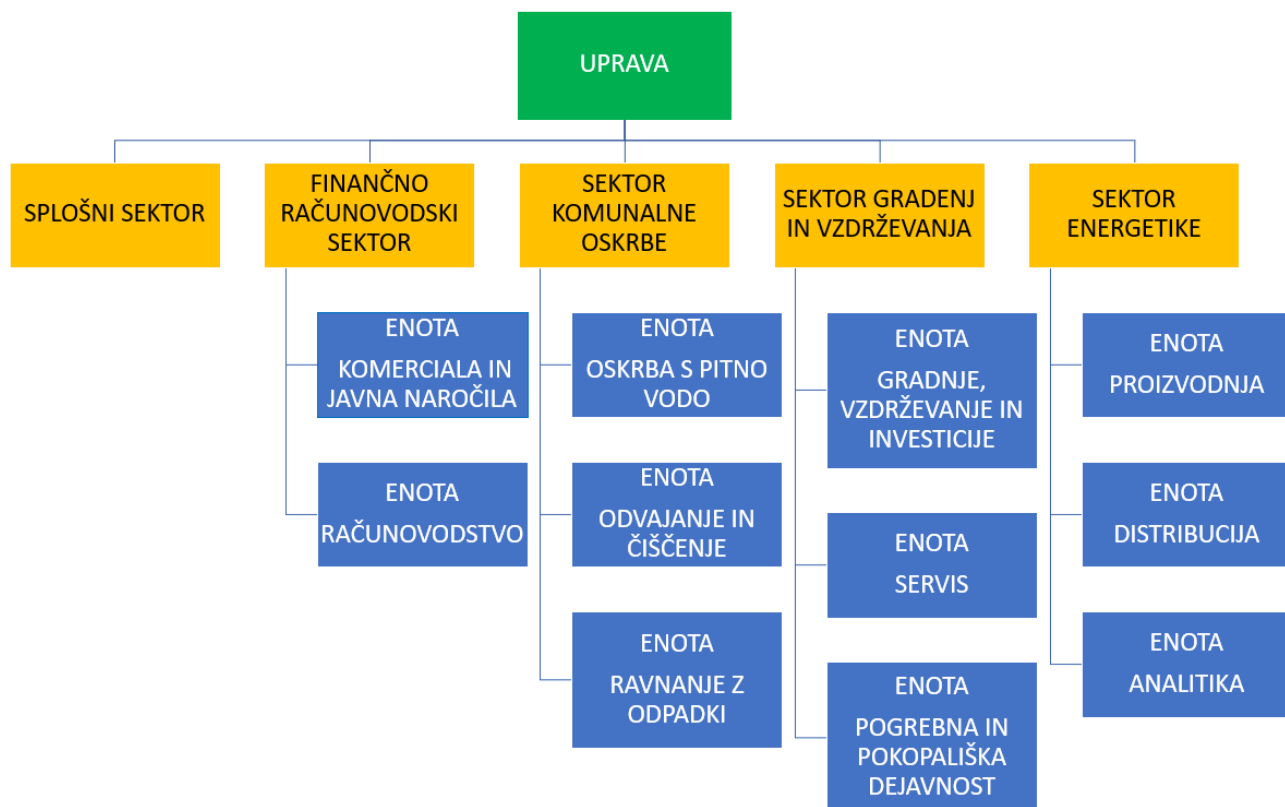 UPRAVA
SPLOŠNI SEKTOR
FINANČNO
RAČUNOVODSKI
SEKTOR
SEKTOR
KOMUNALNE
OSKRBE
SEKTOR GRADENJ
IN VZDRŽEVANJA
SEKTOR
ENERGETIKE
ENOTA
KOMERCIALA IN
JAVNA NAROČILA
ENOTA
RAČUNOVODSTVO
ENOTA
OSKRBA S PITNO
VODO
ENOTA
ODVAJANJE IN
ČIŠČENJE
ENOTA
RAVNANJE Z
ODPADKI
ENOTA
GRADNJE,
VZDRŽEVANJE IN
INVESTICIJE
ENOTA
SERVIS
ENOTA
POGREBNA IN
POKOPALIŠKA
DEJAVNOST
ENOTA
PROIZVODNJA
ENOTA
DISTRIBUCIJA
ENOTA
ANALITIKA